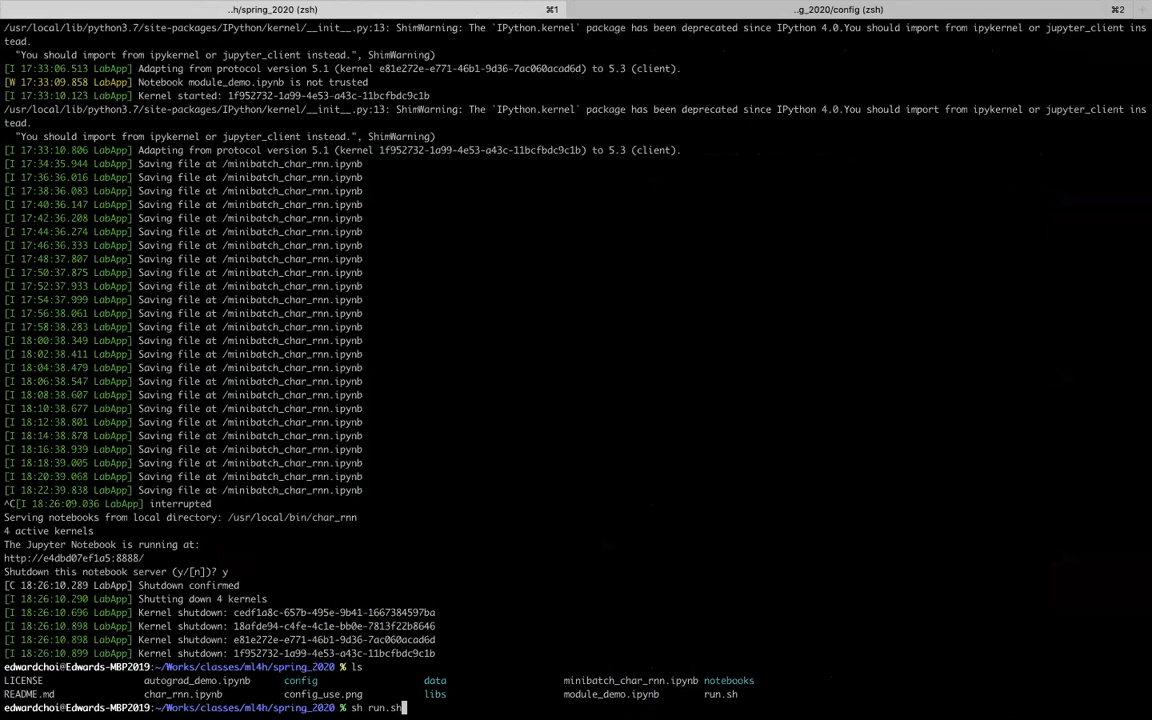 ..h/spring_2020 (zsh) ⌘1 ..g_2020/config (zsh) ⌘2
/usr/local/lib/python3.7/site-packages/IPython/kernel/__init__.py:13: ShimWarning: The `IPython.kernel` package has been deprecated since IPython 4.0.You should import from ipykernel or jupyter_client ins
tead.
"You should import from ipykernel or jupyter_client instead.", ShimWarning)
[I 17:33:06.513 LabApp] Adapting from protocol version 5.1 (kernel e81e272e-e771-46b1-9d36-7ac060acad6d) to 5.3 (client).
[W 17:33:09.858 LabApp] Notebook module_demo.ipynb is not trusted
[I 17:33:10.123 LabApp] Kernel started: 1f952732-1a99-4e53-a43c-11bcfbdc9c1b
/usr/local/lib/python3.7/site-packages/IPython/kernel/__init__.py:13: ShimWarning: The `IPython.kernel` package has been deprecated since IPython 4.0.You should import from ipykernel or jupyter_client ins
tead.
"You should import from ipykernel or jupyter_client instead.", ShimWarning)
[I 17:33:10.806 LabApp] Adapting from protocol version 5.1 (kernel 1f952732-1a99-4e53-a43c-11bcfbdc9c1b) to 5.3 (client).
[I 17:34:35.944 LabApp] Saving file at /minibatch_char_rnn.ipynb
[I 17:36:36.016 LabApp] Saving file at /minibatch_char_rnn.ipynb
[I 17:38:36.083 LabApp] Saving file at /minibatch_char_rnn.ipynb
[I 17:40:36.147 LabApp] Saving file at /minibatch_char_rnn.ipynb
[I 17:42:36.208 LabApp] Saving file at /minibatch_char_rnn.ipynb
[I 17:44:36.274 LabApp] Saving file at /minibatch_char_rnn.ipynb
[I 17:46:36.333 LabApp] Saving file at /minibatch_char_rnn.ipynb
[I 17:48:37.807 LabApp] Saving file at /minibatch_char_rnn.ipynb
[I 17:50:37.875 LabApp] Saving file at /minibatch_char_rnn.ipynb
[I 17:52:37.933 LabApp] Saving file at /minibatch_char_rnn.ipynb
[I 17:54:37.999 LabApp] Saving file at /minibatch_char_rnn.ipynb
[I 17:56:38.061 LabApp] Saving file at /minibatch_char_rnn.ipynb
[I 17:58:38.283 LabApp] Saving file at /minibatch_char_rnn.ipynb
[I 18:00:38.349 LabApp] Saving file at /minibatch_char_rnn.ipynb
[I 18:02:38.411 LabApp] Saving file at /minibatch_char_rnn.ipynb
[I 18:04:38.479 LabApp] Saving file at /minibatch_char_rnn.ipynb
[I 18:06:38.547 LabApp] Saving file at /minibatch_char_rnn.ipynb
[I 18:08:38.607 LabApp] Saving file at /minibatch_char_rnn.ipynb
[I 18:10:38.677 LabApp] Saving file at /minibatch_char_rnn.ipynb
[I 18:12:38.801 LabApp] Saving file at /minibatch_char_rnn.ipynb
[I 18:14:38.878 LabApp] Saving file at /minibatch_char_rnn.ipynb
[I 18:16:38.939 LabApp] Saving file at /minibatch_char_rnn.ipynb
[I 18:18:39.005 LabApp] Saving file at /minibatch_char_rnn.ipynb
[I 18:20:39.068 LabApp] Saving file at /minibatch_char_rnn.ipynb
[I 18:22:39.838 LabApp] Saving file at /minibatch_char_rnn.ipynb
^C[I 18:26:09.036 LabApp] interrupted
Serving notebooks from local directory: /usr/local/bin/char_rnn
4 active kernels
The Jupyter Notebook is running at:
http://e4dbd07ef1a5:8888/
Shutdown this notebook server (y/[n])? y
[C 18:26:10.289 LabApp] Shutdown confirmed
[I 18:26:10.290 LabApp] Shutting down 4 kernels
[I 18:26:10.696 LabApp] Kernel shutdown: cedf1a8c-657b-495e-9b41-1667384597ba
[I 18:26:10.898 LabApp] Kernel shutdown: 18afde94-c4fe-4c1e-bb0e-7813f22b8646
[I 18:26:10.898 LabApp] Kernel shutdown: e81e272e-e771-46b1-9d36-7ac060acad6d
[I 18:26:10.899 LabApp] Kernel shutdown: 1f952732-1a99-4e53-a43c-11bcfbdc9c1b
edwardchoi@Edwards-MBP2019:~/Works/classes/ml4h/spring_2020 % ls
LICENSE autograd_demo.ipynb config data minibatch_char_rnn.ipynb notebooks
README.md char_rnn.ipynb config_use.png libs module_demo.ipynb run.sh
edwardchoi@Edwards-MBP2019:~/Works/classes/ml4h/spring_2020 % sh run.sh